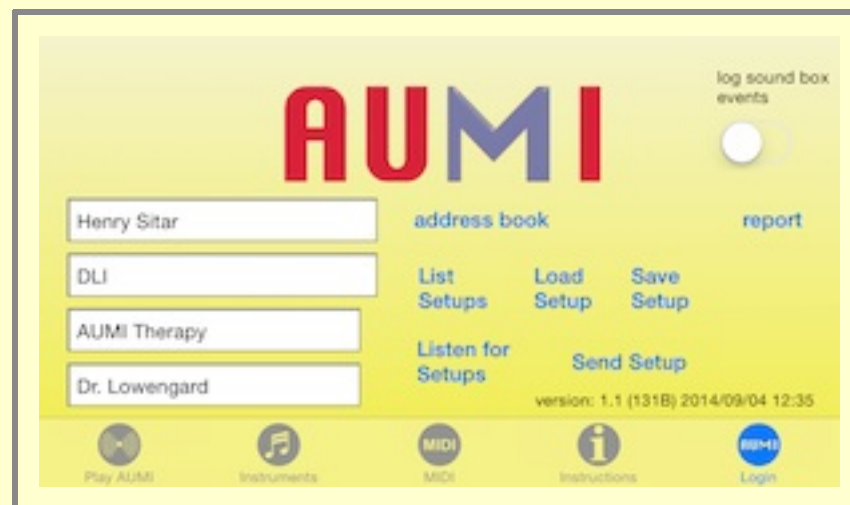 log sound box
events
AUMI
Henry Sitar
address book
report
DLI
List
Setups
Load
Setup
Save
Setup
AUMI Therapy
Listen for
Setups
Send Setup
Dr. Lowengard
version: 1.1 (131B) 2014/09/04 12:35
MIDI
AUMI
Play AUMI
Instruments
MIDI
Instructions
Login